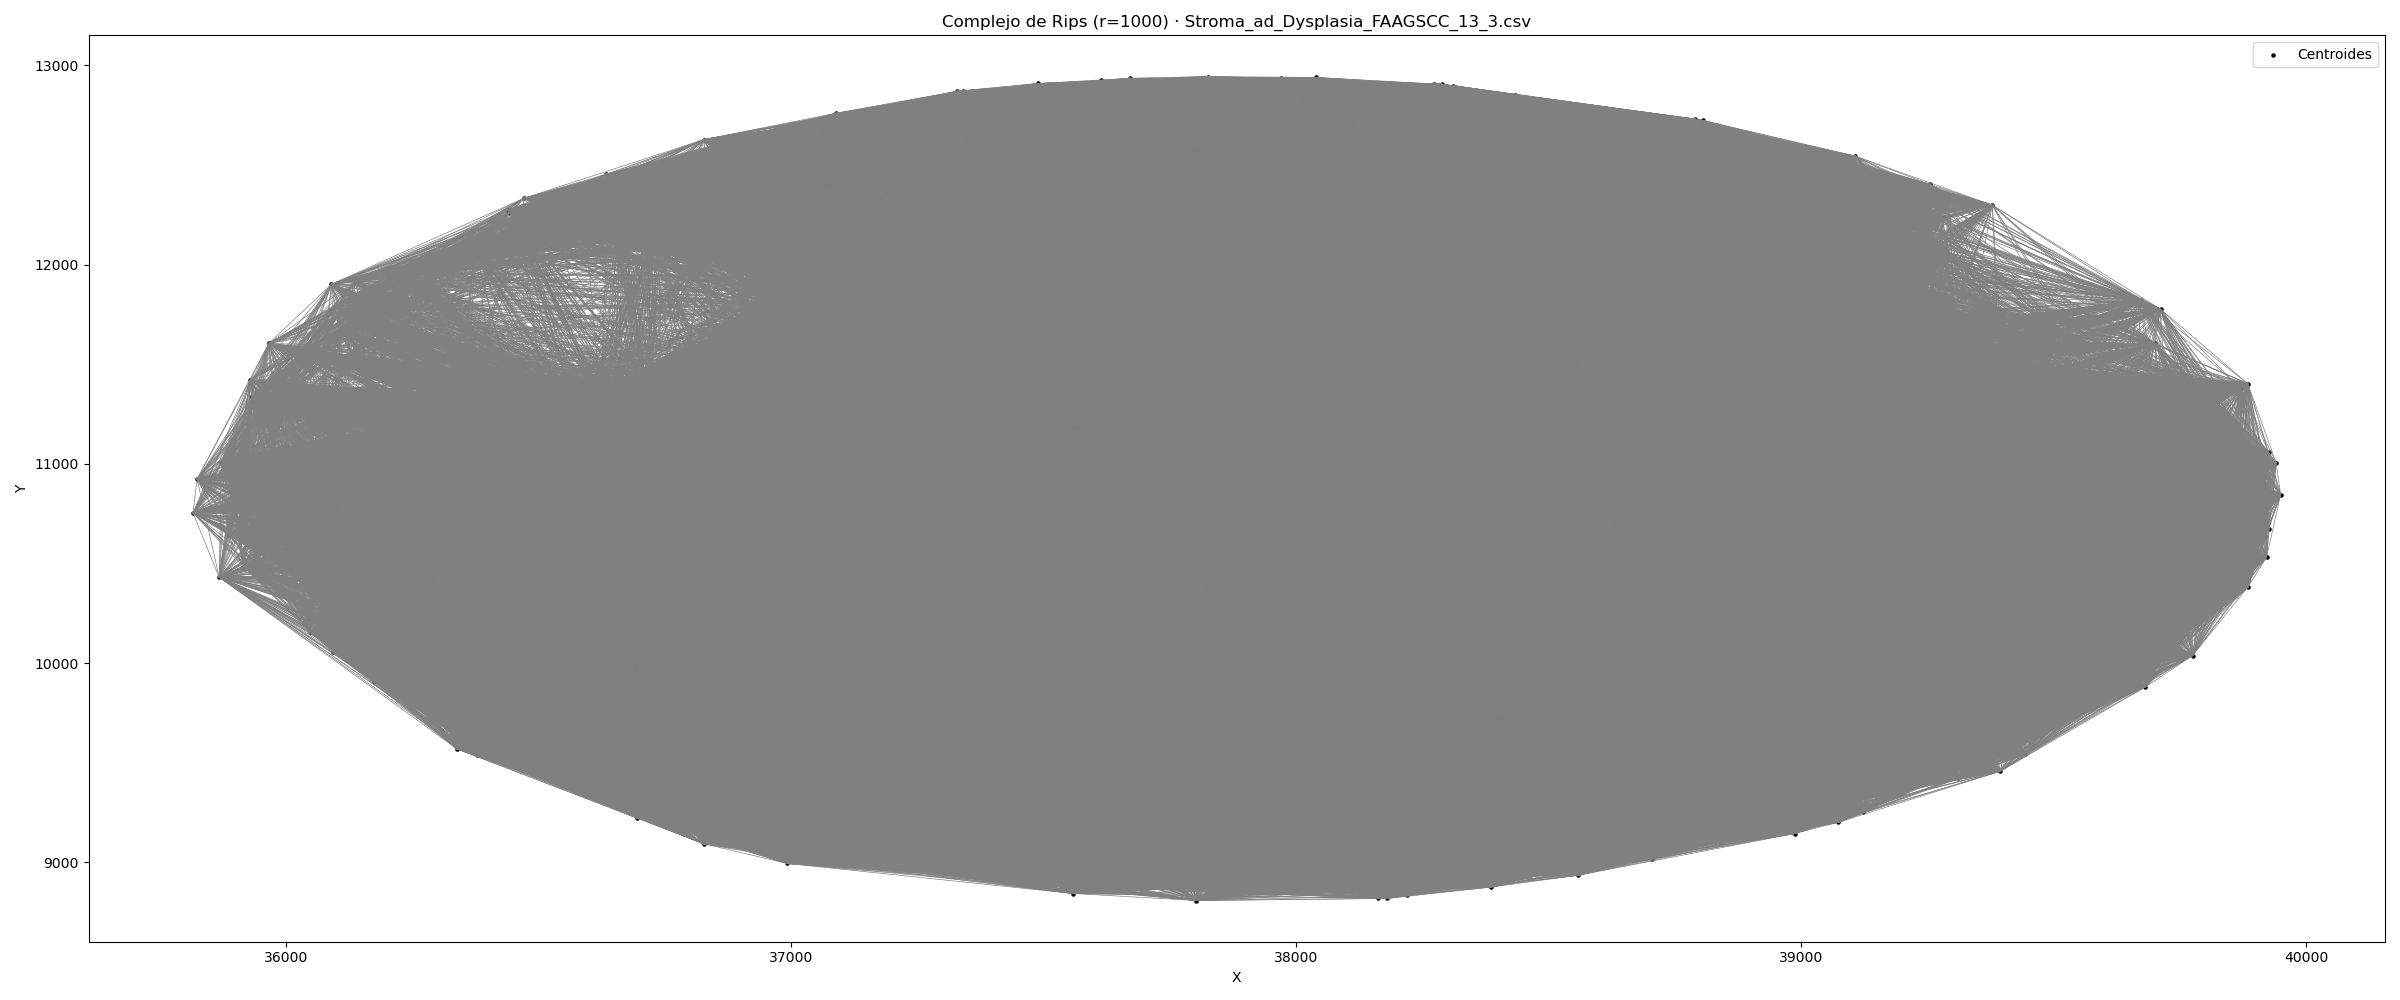 Complejo de Rips (r=1000) · Stroma_ad_Dysplasia_FAAGSCC_13_3.csv
Centroides
13000
12000
11000
10000
9000
Y
36000 37000 38000 39000 40000
X